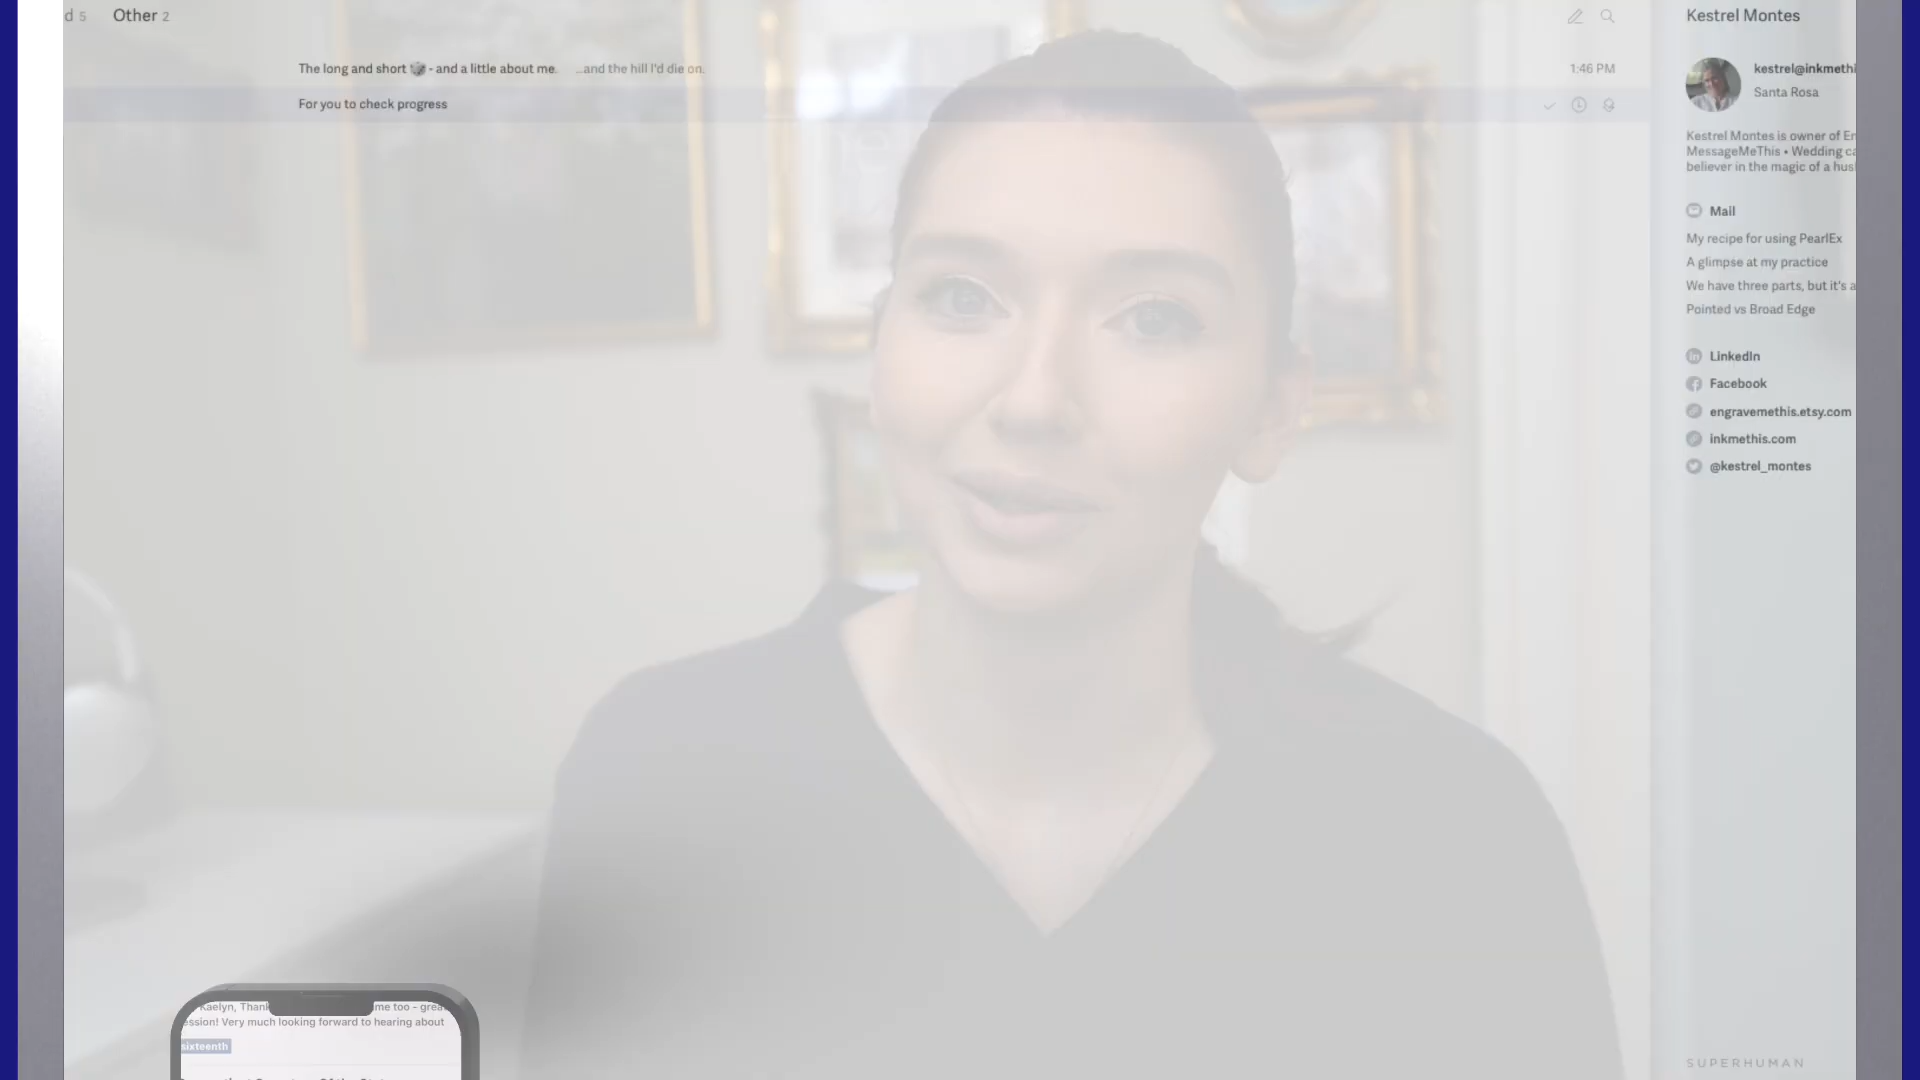 d 5 Other 2
The long and short - and a little about me. ...and the hill I'd die on. 1:46 PM
For you to check progress
Kestrel Montes
kestrel@inkmethi
Santa Rosa
Kestrel Montes is owner of En
MessageMeThis • Wedding ca
believer in the magic of a hus
Mail
My recipe for using PearlEx
A glimpse at my practice
We have three parts, but it's a
Pointed vs Broad Edge
LinkedIn
Facebook
engravemethis.etsy.com
inkmethis.com
@kestrel_montes
SUPERHUMAN
Kaelyn, Thank me too - grea
ession! Very much looking forward to hearing about
sixteenth